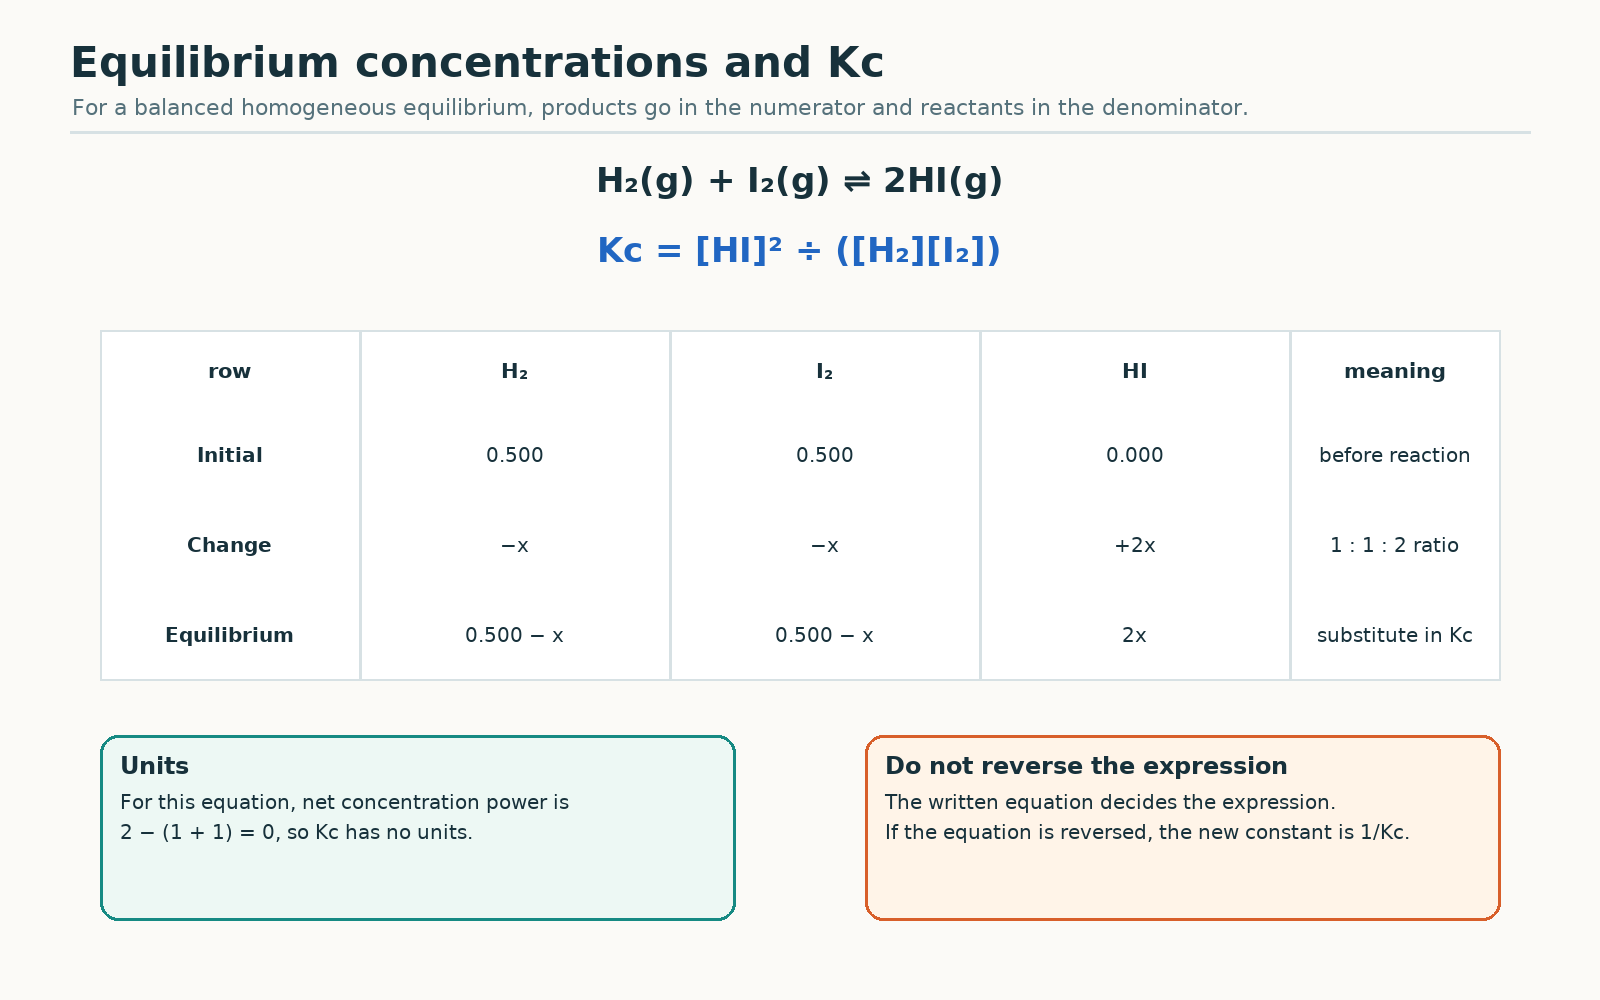 Equilibrium concentrations and Kc
For a balanced homogeneous equilibrium, products go in the numerator and reactants in the denominator.
H₂(g) + I₂(g) ⇌ 2HI(g)
Kc = [HI]² ÷ ([H₂][I₂])
row H₂ I₂ HI meaning
Initial 0.500 0.500 0.000 before reaction
Change −x −x +2x 1 : 1 : 2 ratio
Equilibrium 0.500 − x 0.500 − x 2x substitute in Kc
Units
For this equation, net concentration power is
2 − (1 + 1) = 0, so Kc has no units.
Do not reverse the expression
The written equation decides the expression.
If the equation is reversed, the new constant is 1/Kc.